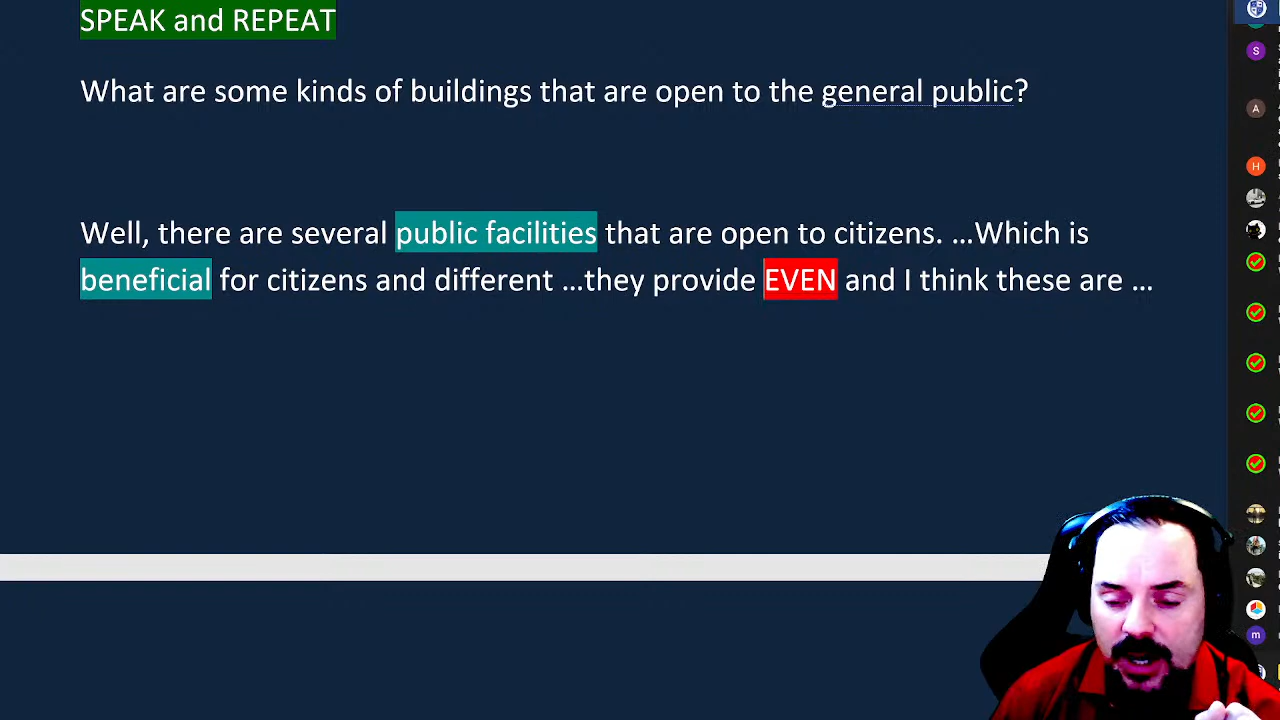 SPEAK and REPEAT
What are some kinds of buildings that are open to the general public?
Well, there are several public facilities that are open to citizens. …Which is
beneficial for citizens and different …they provide EVEN and I think these are …
S
A
H
m